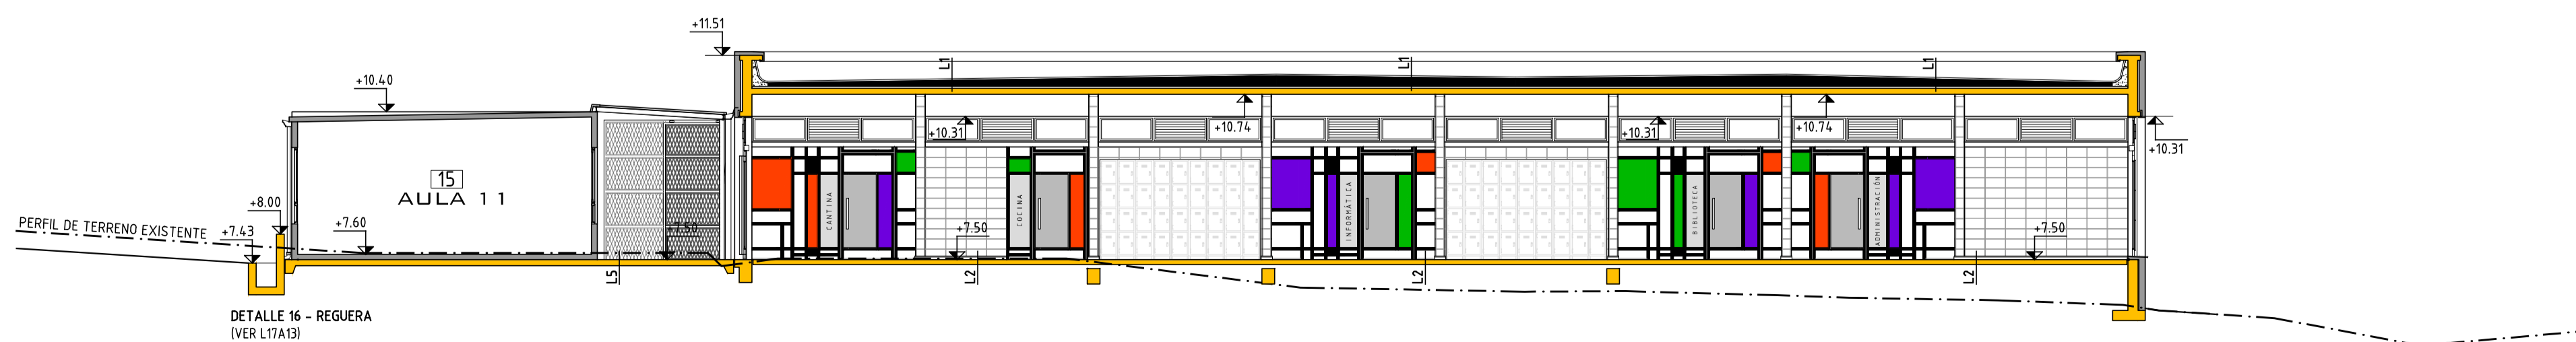 +11.51
+10.40
L1
L1
L1
+10.31
+10.74
+10.31
+10.74
+10.31
15
AULA 11
CANTINA
COCINA
INFORMÁTICA
BIBLIOTECA
ADMINISTRACIÓN
+8.00
PERFIL DE TERRENO EXISTENTE
+7.43
+7.60
+7.50
+7.50
+7.50
L5
L2
L2
L2
DETALLE 16 - REGUERA
(VER L17A13)